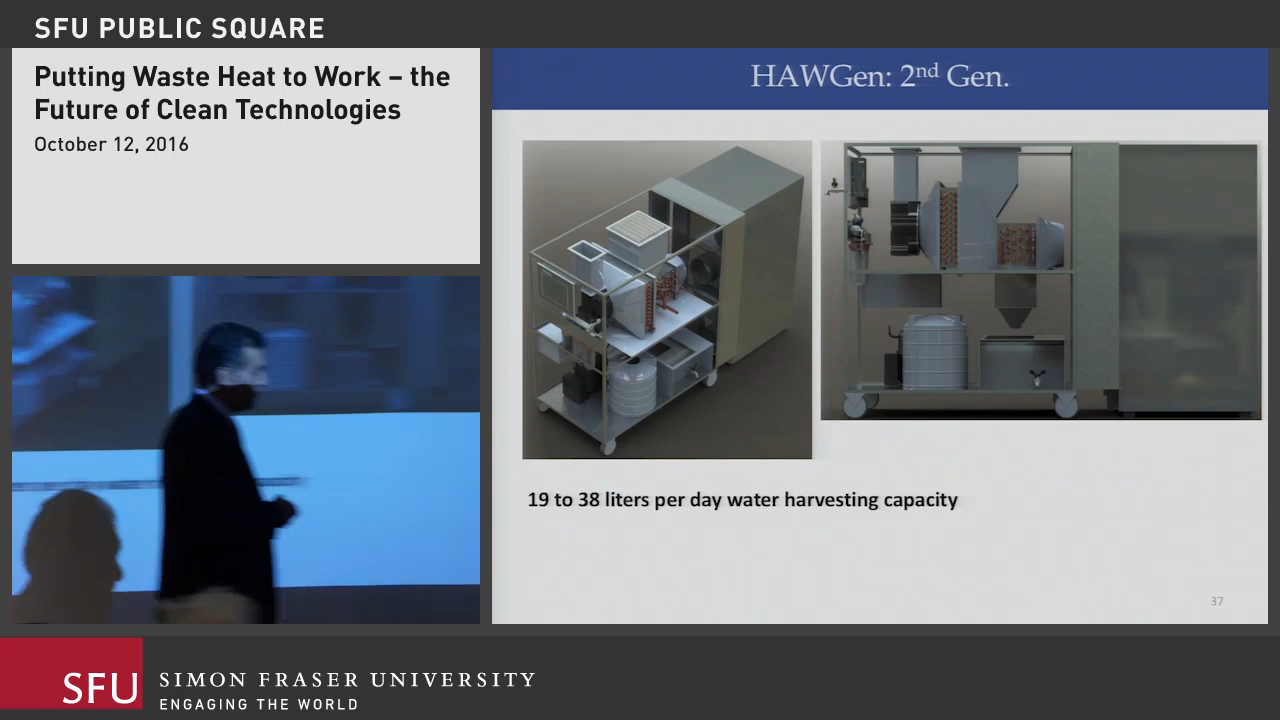 SFU PUBLIC SQUARE
Putting Waste Heat to Work – the
Future of Clean Technologies
October 12, 2016
HAWGen: 2nd Gen.
19 to 38 liters per day water harvesting capacity
37
SFU
SIMON FRASER UNIVERSITY
ENGAGING THE WORLD